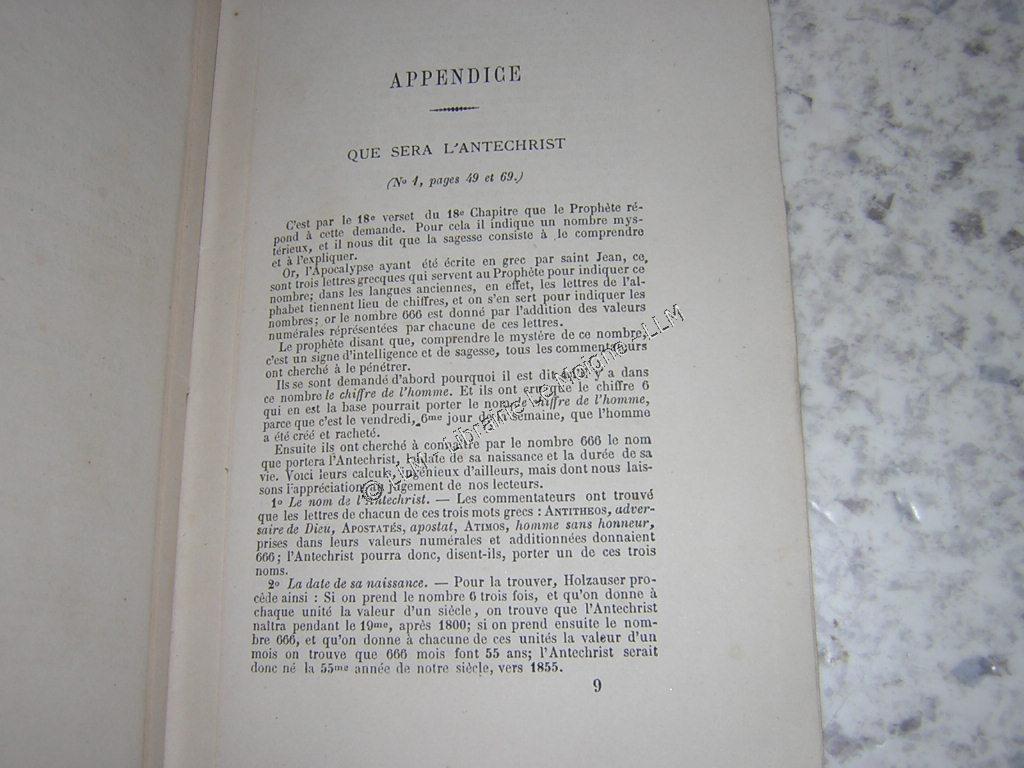 APPENDICE
QUE SERA L'ANTECHRIST
(No 1, pages 49 et 69.)
C'est par le 18e verset du 18e Chapitre que le Prophète ré-
pond à cette demande. Pour cela il indique un nombre mys-
térieux, et il nous dit que la sagesse consiste à le comprendre
et à l'expliquer.
Or, l'Apocalypse ayant été écrite en grec par saint Jean, ce
sont trois lettres grecques qui servent au Prophète pour indiquer ce
nombre; dans les langues anciennes, en effet, les lettres de l'al-
phabet tiennent lieu de chiffres, et on s'en sert pour indiquer les
nombres; or le nombre 666 est donné par l'addition des valeurs
numérales réprésentées par chacune de ces lettres.
Le prophète disant que, comprendre le mystère de ce nombre,
c'est un signe d'intelligence et de sagesse, tous les commentateurs
ont cherché à le pénétrer.
Ils se sont demandé d'abord pourquoi il est dit qu'il y a dans
ce nombre le chiffre de l'homme. Et ils ont cru que le chiffre 6
qui en est la base pourrait porter le nom de chiffre de l'homme,
parce que c'est le vendredi, 6me jour de la semaine, que l'homme
a été créé et racheté.
Ensuite ils ont cherché à connaître par le nombre 666 le nom
que portera l'Antechrist, la date de sa naissance et la durée de sa
vie. Voici leurs calculs, ingénieux d'ailleurs, mais dont nous lais-
sons l'appréciation au jugement de nos lecteurs.
1o Le nom de l'Antechrist. — Les commentateurs ont trouvé
que les lettres de chacun de ces trois mots grecs : ANTITHEOS, adver-
saire de Dieu, APOSTATÉS, apostat, ATIMOS, homme sans honneur,
prises dans leurs valeurs numérales et additionnées donnaient
666; l'Antechrist pourra donc, disent-ils, porter un de ces trois
noms.
2o La date de sa naissance. — Pour la trouver, Holzauser pro-
cède ainsi : Si on prend le nombre 6 trois fois, et qu'on donne à
chaque unité la valeur d'un siècle, on trouve que l'Antechrist
naîtra pendant le 19me, après 1800; si on prend ensuite le nom-
bre 666, et qu'on donne à chacune de ces unités la valeur d'un
mois on trouve que 666 mois font 55 ans; l'Antechrist serait
donc né la 55me année de notre siècle, vers 1855.
9
© LLM - Librairie Lemoigne - LLM